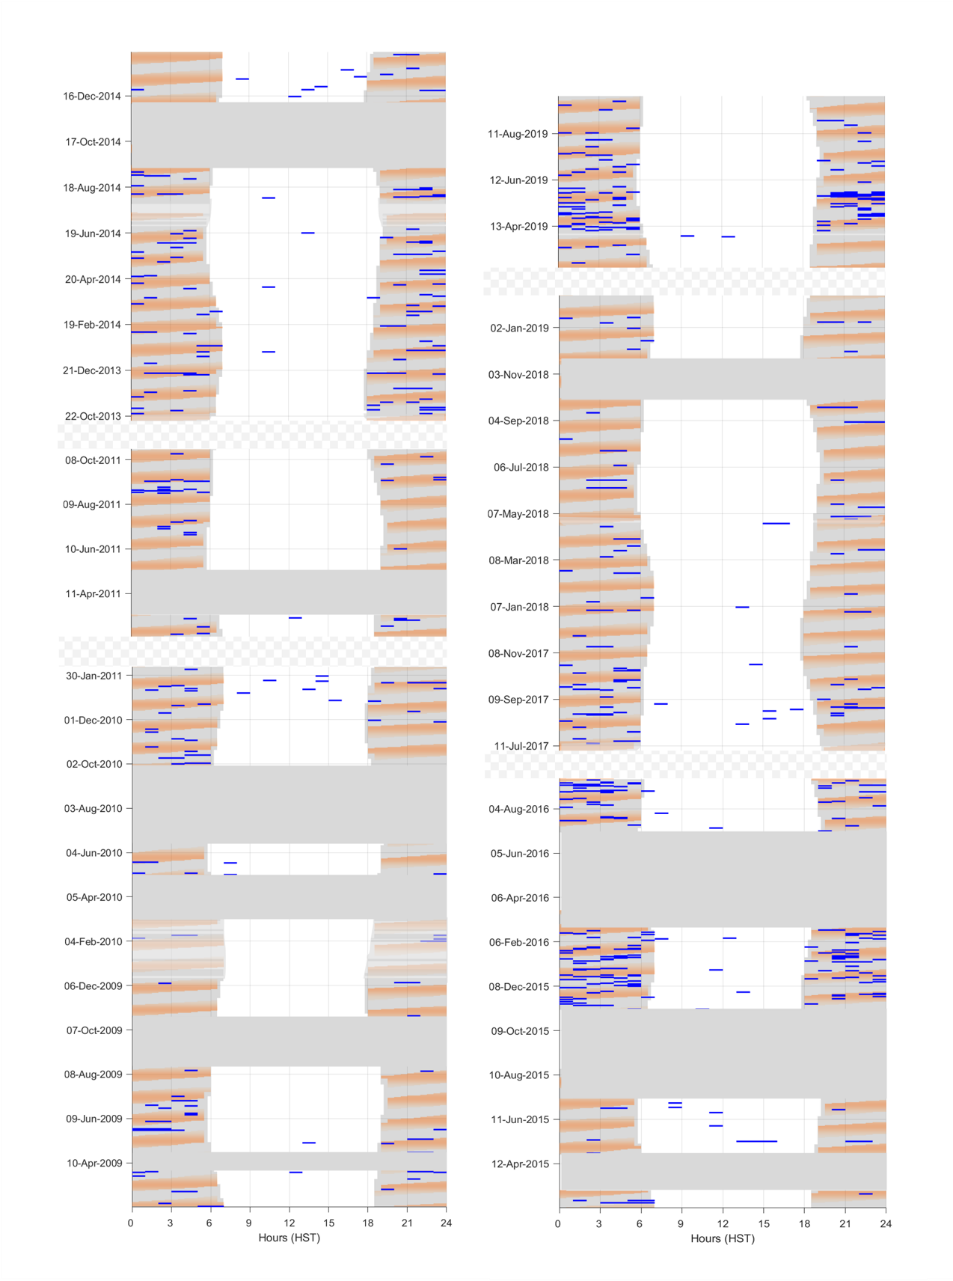 16-Dec-2014
17-Oct-2014
18-Aug-2014
19-Jun-2014
20-Apr-2014
19-Feb-2014
21-Dec-2013
22-Oct-2013
08-Oct-2011
09-Aug-2011
10-Jun-2011
11-Apr-2011
30-Jan-2011
01-Dec-2010
02-Oct-2010
03-Aug-2010
04-Jun-2010
05-Apr-2010
04-Feb-2010
06-Dec-2009
07-Oct-2009
08-Aug-2009
09-Jun-2009
10-Apr-2009
0 3 6 9 12 15 18 21 24
Hours (HST)
11-Aug-2019
12-Jun-2019
13-Apr-2019
02-Jan-2019
03-Nov-2018
04-Sep-2018
06-Jul-2018
07-May-2018
08-Mar-2018
07-Jan-2018
08-Nov-2017
09-Sep-2017
11-Jul-2017
04-Aug-2016
05-Jun-2016
06-Apr-2016
06-Feb-2016
08-Dec-2015
09-Oct-2015
10-Aug-2015
11-Jun-2015
12-Apr-2015
0 3 6 9 12 15 18 21 24
Hours (HST)